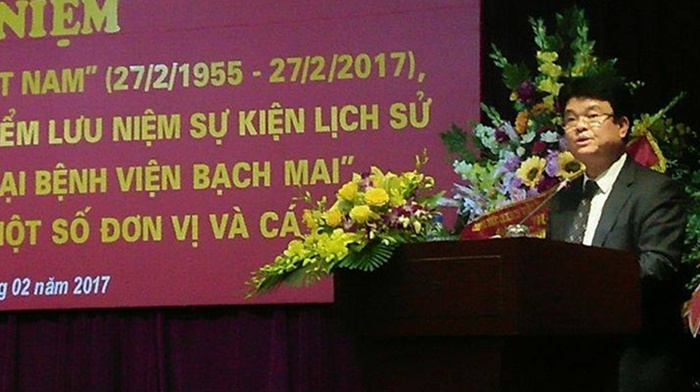 NIỆM
T NAM” (27/2/1955 - 27/2/2017),
ỂM LƯU NIỆM SỰ KIỆN LỊCH SỬ
ẠI BỆNH VIỆN BẠCH MAI”
MỘT SỐ ĐƠN VỊ VÀ CÁ
02 năm 2017